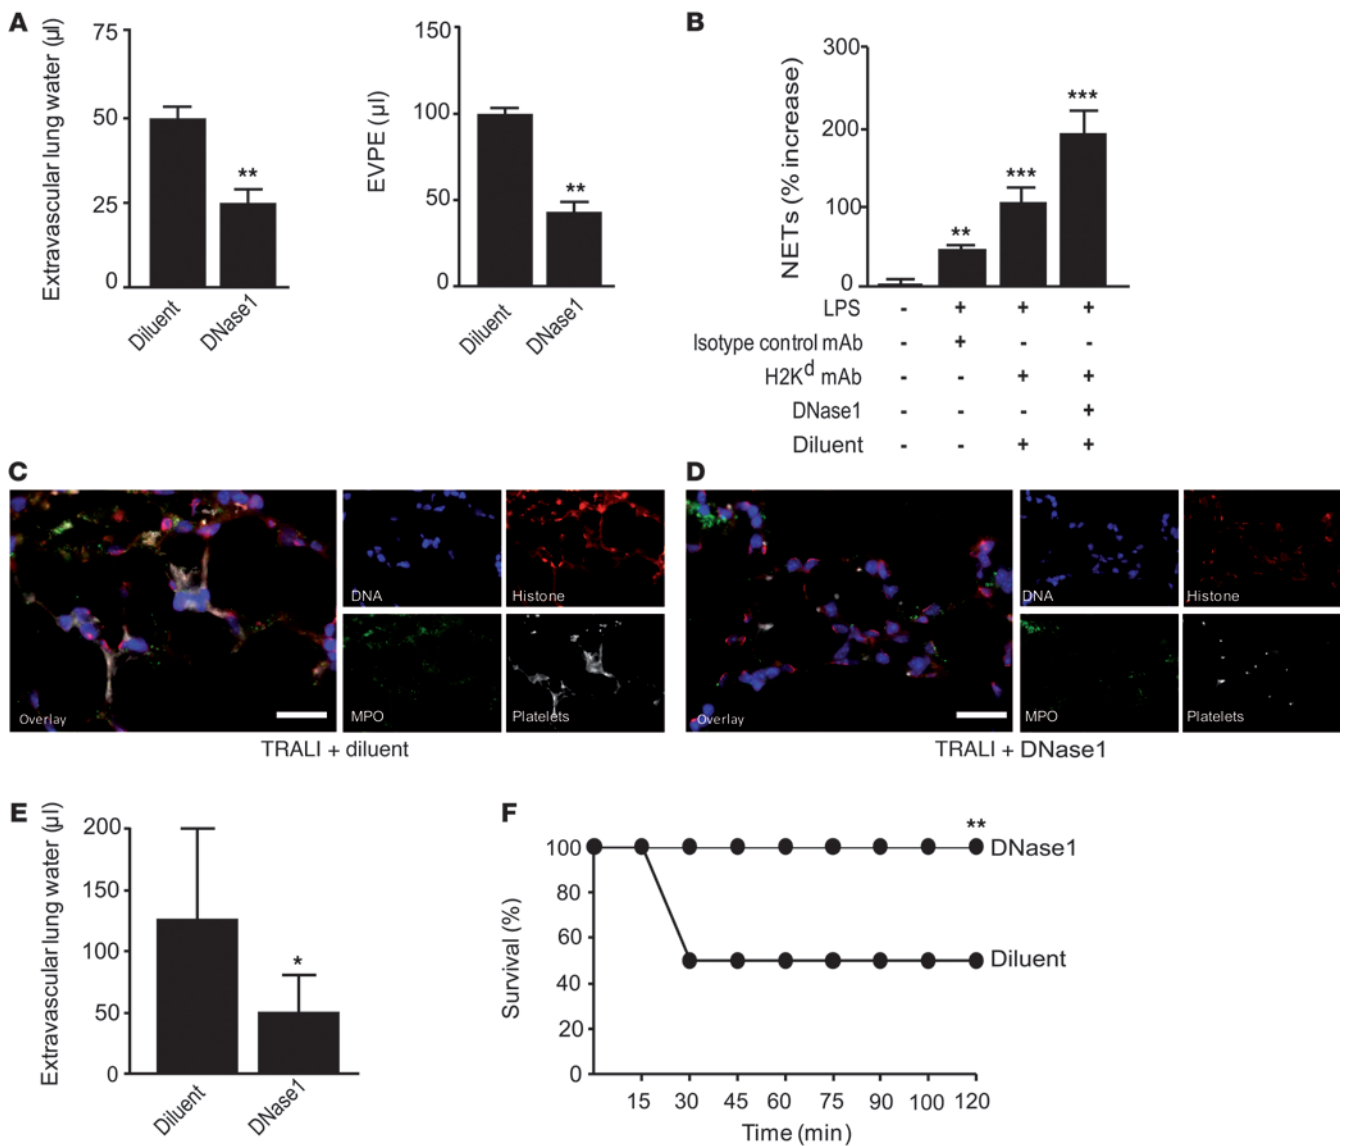 A
Extravascular lung water (µl)
75
50
25
0
Diluent
DNase1
**
EVPE (µl)
150
100
50
0
Diluent
DNase1
**
B
NETs (% increase)
300
200
100
0
**
***
***
LPS - + + +
Isotype control mAb - + - -
H2Kd mAb - - + +
DNase1 - - - +
Diluent - - + +
C
Overlay
DNA
Histone
MPO
Platelets
TRALI + diluent
D
Overlay
DNA
Histone
MPO
Platelets
TRALI + DNase1
E
Extravascular lung water (µl)
200
150
100
50
0
Diluent
DNase1
*
F
Survival (%)
100
80
60
40
20
0
**
DNase1
Diluent
15 30 45 60 75 90 100 120
Time (min)